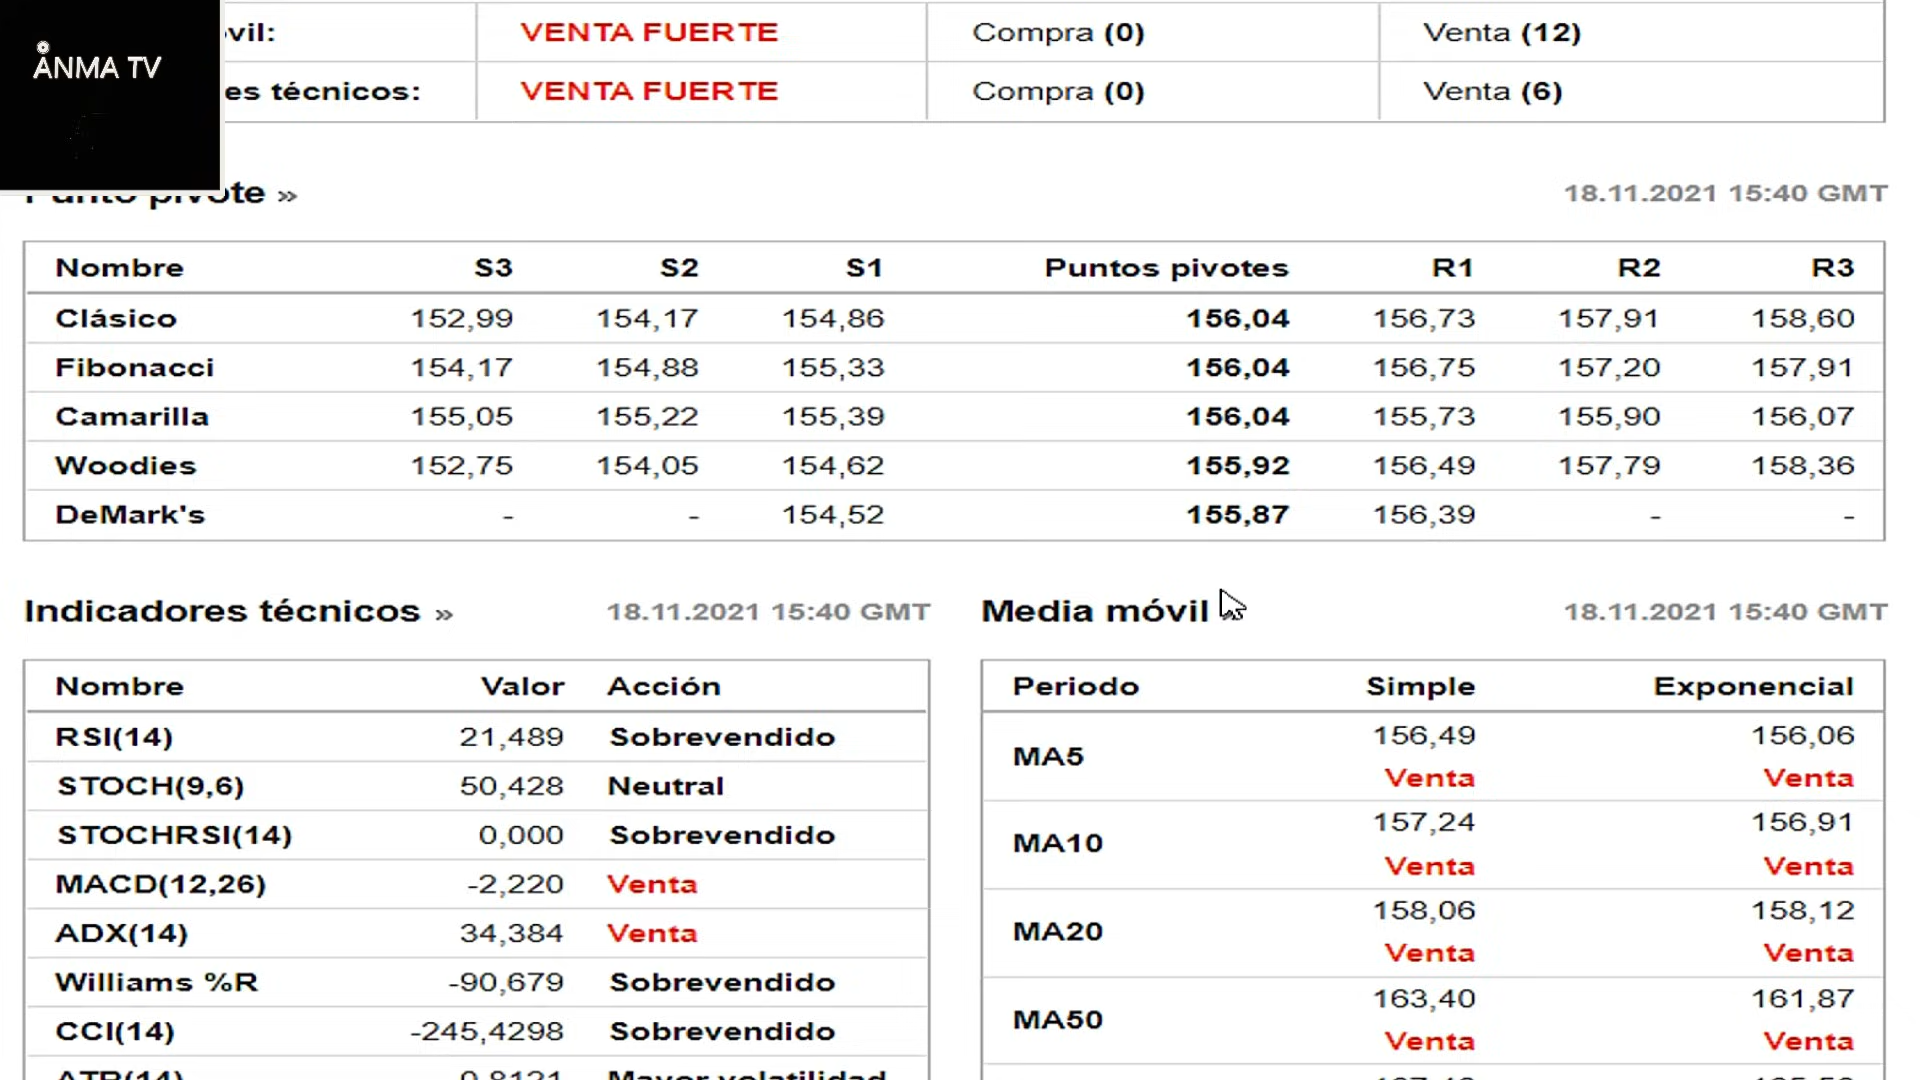 ANMA TV
vil: VENTA FUERTE Compra (0) Venta (12)
es técnicos: VENTA FUERTE Compra (0) Venta (6)
Punto pivote » 18.11.2021 15:40 GMT
Nombre S3 S2 S1 Puntos pivotes R1 R2 R3
Clásico 152,99 154,17 154,86 156,04 156,73 157,91 158,60
Fibonacci 154,17 154,88 155,33 156,04 156,75 157,20 157,91
Camarilla 155,05 155,22 155,39 156,04 155,73 155,90 156,07
Woodies 152,75 154,05 154,62 155,92 156,49 157,79 158,36
DeMark's - - 154,52 155,87 156,39 - -
Indicadores técnicos » 18.11.2021 15:40 GMT
Nombre Valor Acción
RSI(14) 21,489 Sobrevendido
STOCH(9,6) 50,428 Neutral
STOCHRSI(14) 0,000 Sobrevendido
MACD(12,26) -2,220 Venta
ADX(14) 34,384 Venta
Williams %R -90,679 Sobrevendido
CCI(14) -245,4298 Sobrevendido
ATR(14) 0,8121 Mayor volatilidad
Media móvil » 18.11.2021 15:40 GMT
Periodo Simple Exponencial
MA5 156,49 156,06
Venta Venta
MA10 157,24 156,91
Venta Venta
MA20 158,06 158,12
Venta Venta
MA50 163,40 161,87
Venta Venta